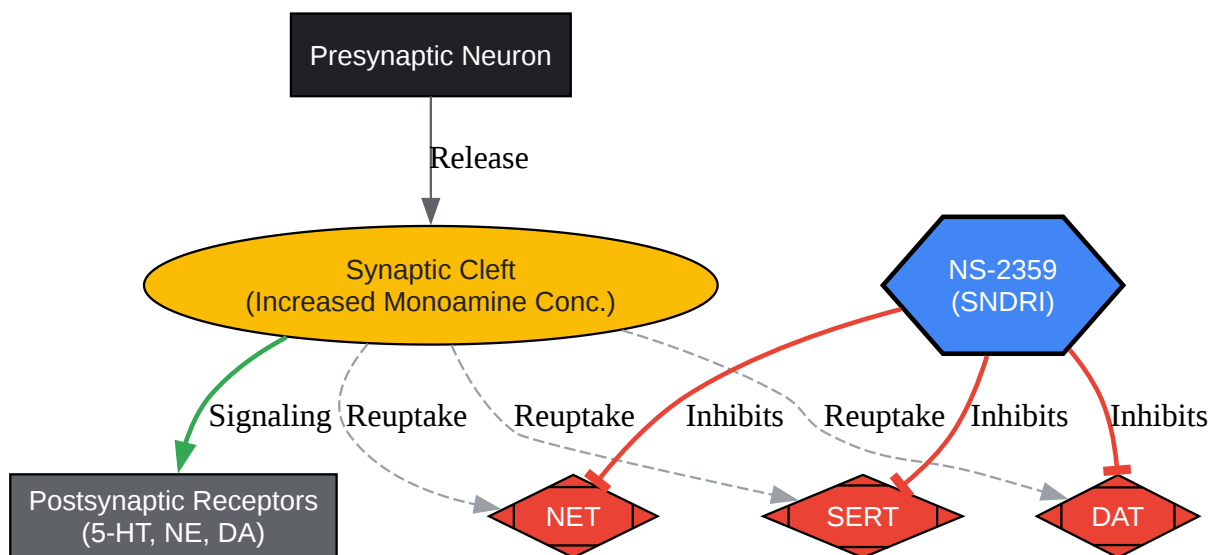 Presynaptic Neuron
Release
Synaptic Cleft
(Increased Monoamine Conc.)
NS-2359
(SNDRI)
Signaling
Reuptake
Reuptake
Inhibits
Reuptake
Inhibits
Inhibits
Postsynaptic Receptors
(5-HT, NE, DA)
NET
SERT
DAT